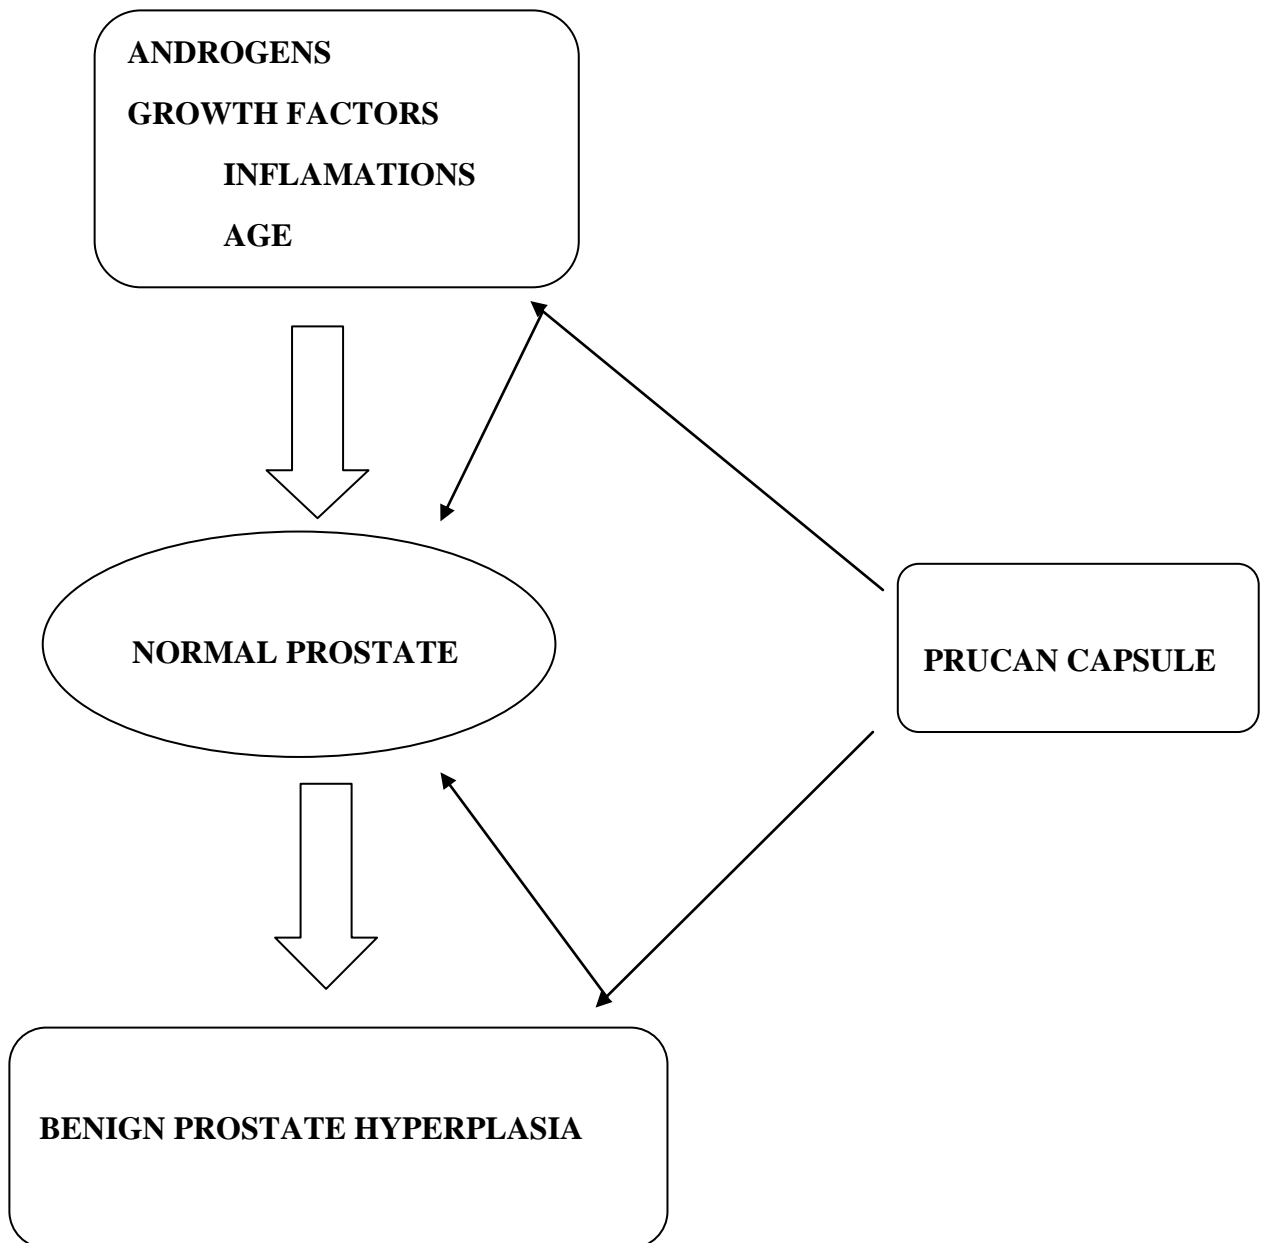 ANDROGENS
GROWTH FACTORS
INFLAMATIONS
AGE
NORMAL PROSTATE
PRUCAN CAPSULE
BENIGN PROSTATE HYPERPLASIA